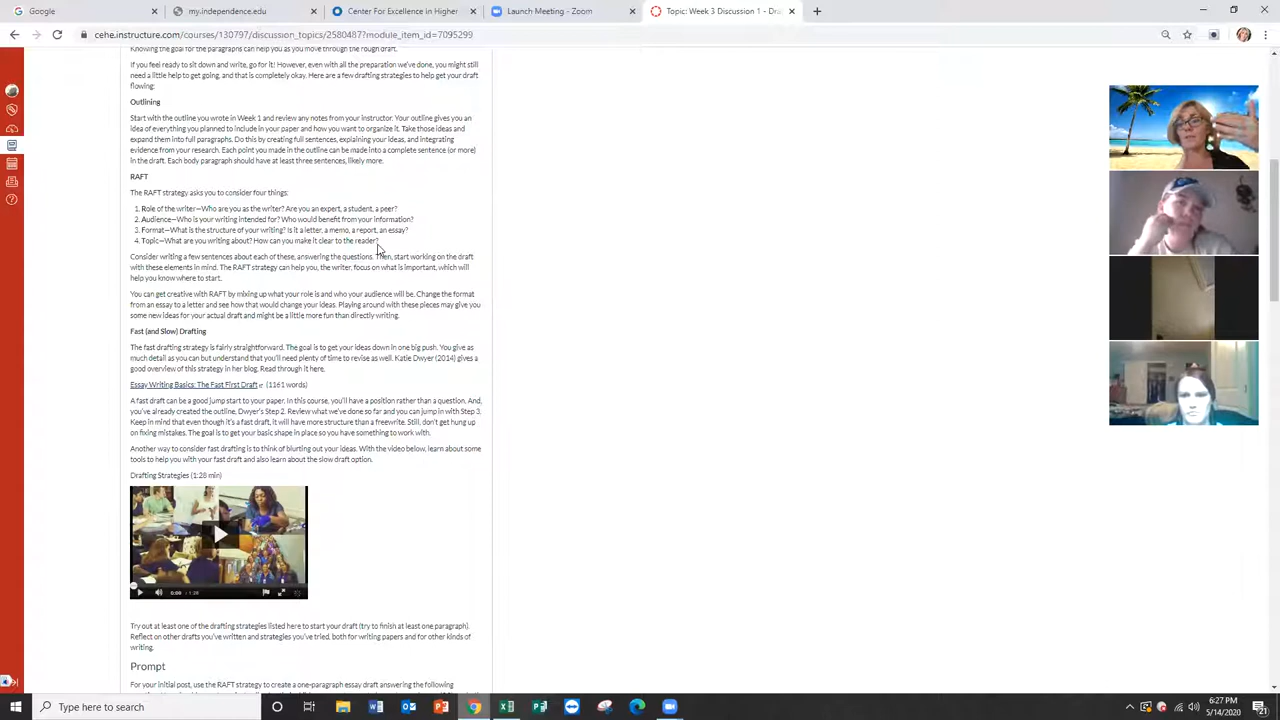 Google
my.independence.edu
Center For Excellence in Higher
Launch Meeting - Zoom
Topic: Week 3 Discussion 1 - Dra
cehe.instructure.com/courses/130797/discussion_topics/2580487?module_item_id=7095299
Knowing the goal for the paragraphs can help you as you move through the rough draft.
If you feel ready to sit down and write, go for it! However, even with all the preparation we've done, you might still
need a little help to get going, and that is completely okay. Here are a few drafting strategies to help get your draft
flowing:
Outlining
Start with the outline you wrote in Week 1 and review any notes from your instructor. Your outline gives you an
idea of everything you planned to include in your paper and how you want to organize it. Take those ideas and
expand them into full paragraphs. Do this by creating full sentences, explaining your ideas, and integrating
evidence from your research. Each point you made in the outline can be made into a complete sentence (or more)
in the draft. Each body paragraph should have at least three sentences, likely more.
RAFT
The RAFT strategy asks you to consider four things:
1. Role of the writer—Who are you as the writer? Are you an expert, a student, a peer?
2. Audience—Who is your writing intended for? Who would benefit from your information?
3. Format—What is the structure of your writing? Is it a letter, a memo, a report, an essay?
4. Topic—What are you writing about? How can you make it clear to the reader?
Consider writing a few sentences about each of these, answering the questions. Then, start working on the draft
with these elements in mind. The RAFT strategy can help you, the writer, focus on what is important, which will
help you know where to start.
You can get creative with RAFT by mixing up what your role is and who your audience will be. Change the format
from an essay to a letter and see how that would change your ideas. Playing around with these pieces may give you
some new ideas for your actual draft and might be a little more fun than directly writing.
Fast (and Slow) Drafting
The fast drafting strategy is fairly straightforward. The goal is to get your ideas down in one big push. You give as
much detail as you can but understand that you'll need plenty of time to revise as well. Katie Dwyer (2014) gives a
good overview of this strategy in her blog. Read through it here.
Essay Writing Basics: The Fast First Draft (1161 words)
A fast draft can be a good jump start to your paper. In this course, you'll have a position rather than a question. And,
you've already created the outline, Dwyer's Step 2. Review what we've done so far and you can jump in with Step 3.
Keep in mind that even though it's a fast draft, it will have more structure than a freewrite. Still, don't get hung up
on fixing mistakes. The goal is to get your basic shape in place so you have something to work with.
Another way to consider fast drafting is to think of blurting out your ideas. With the video below, learn about some
tools to help you with your fast draft and also learn about the slow draft option.
Drafting Strategies (1:28 min)
0:00 / 1:28
Try out at least one of the drafting strategies listed here to start your draft (try to finish at least one paragraph).
Reflect on other drafts you've written and strategies you've tried, both for writing papers and for other kinds of
writing.
Prompt
For your initial post, use the RAFT strategy to create a one-paragraph essay draft answering the following
Type here to search
6:27 PM
5/14/2020
21